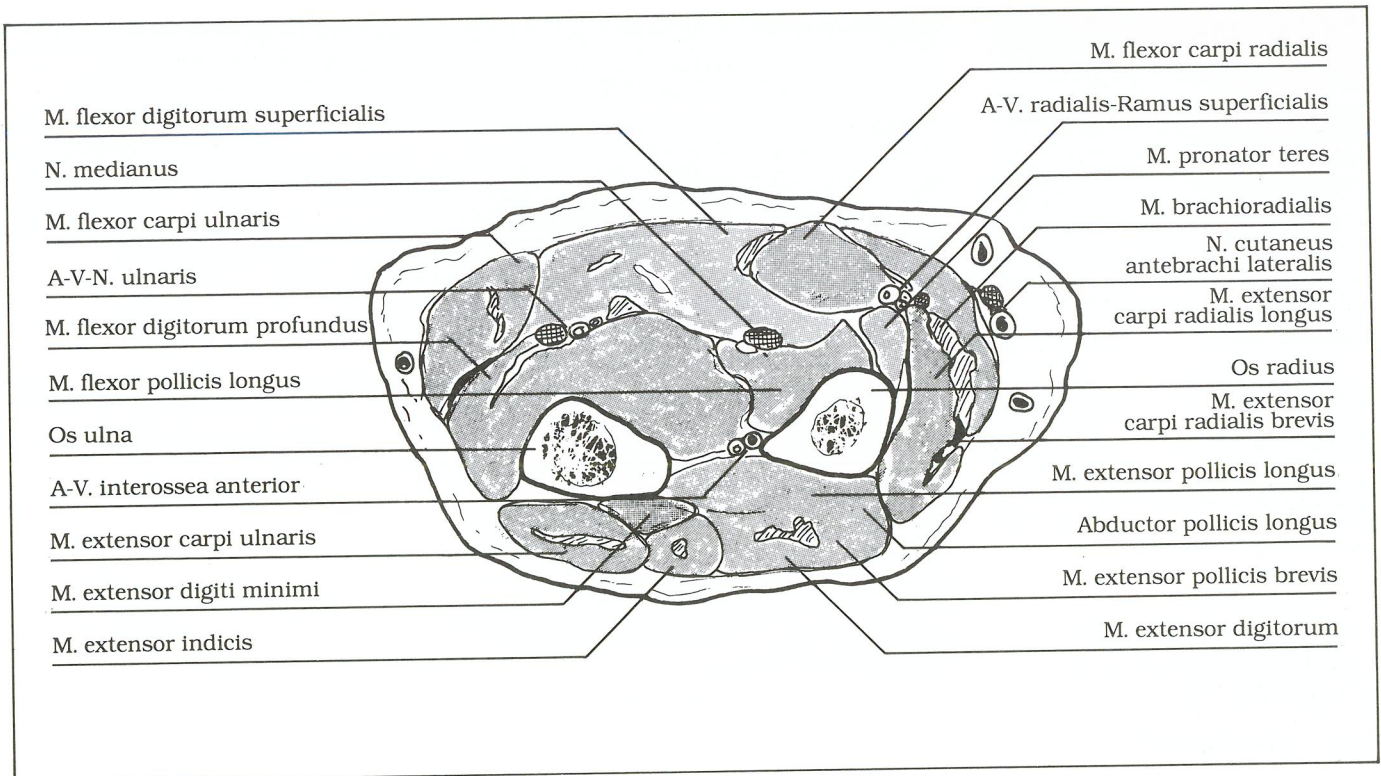 M. flexor digitorum superficialis
N. medianus
M. flexor carpi ulnaris
A-V-N. ulnaris
M. flexor digitorum profundus
M. flexor pollicis longus
Os ulna
A-V. interossea anterior
M. extensor carpi ulnaris
M. extensor digiti minimi
M. extensor indicis
M. flexor carpi radialis
A-V. radialis-Ramus superficialis
M. pronator teres
M. brachioradialis
N. cutaneus
antebrachi lateralis
M. extensor
carpi radialis longus
Os radius
M. extensor
carpi radialis brevis
M. extensor pollicis longus
Abductor pollicis longus
M. extensor pollicis brevis
M. extensor digitorum